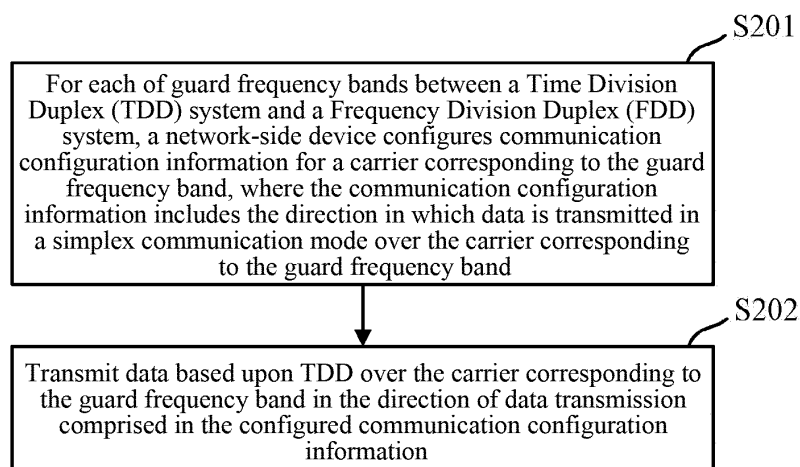 S201
For each of guard frequency bands between a Time Division
Duplex (TDD) system and a Frequency Division Duplex (FDD)
system, a network-side device configures communication
configuration information for a carrier corresponding to the guard
frequency band, where the communication configuration
information includes the direction in which data is transmitted in
a simplex communication mode over the carrier corresponding
to the guard frequency band
S202
Transmit data based upon TDD over the carrier corresponding to
the guard frequency band in the direction of data transmission
comprised in the configured communication configuration
information